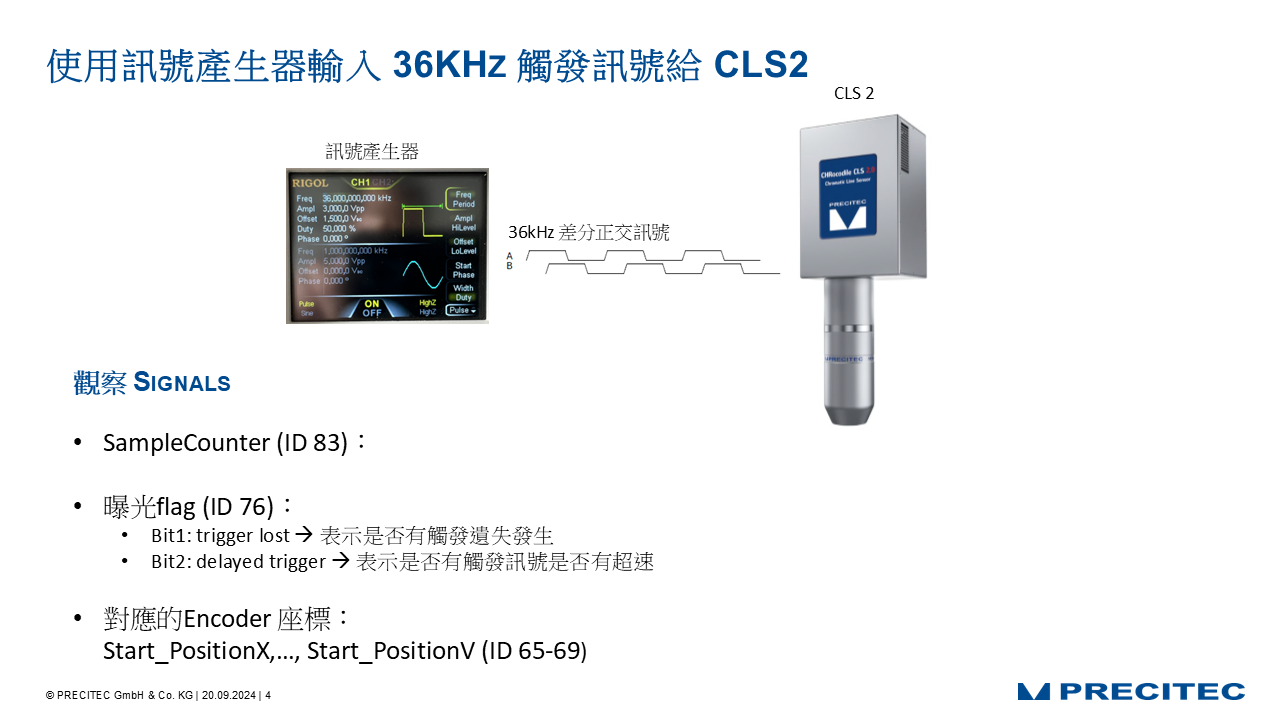 使用訊號產生器輸入 36KHz 觸發訊號給 CLS2
CLS 2
訊號產生器
RIGOL CH1 CH2
Freq 36,000,000,000 kHz
Ampl 3,000,0 Vpp
Offset 1,500,0 VDC
Duty 50,000 %
Phase 0,000 °
Freq 1,000,000,000 kHz
Ampl 5,000,0 Vpp
Offset 0,000,0 VDC
Phase 0,000 °
Pulse
Sine
ON
OFF
HighZ
HighZ
Freq
Period
Ampl
HiLevel
Offset
LoLevel
Start
Phase
Width
Duty
Pulse
36kHz 差分正交訊號
A
B
CHRocodile CLS 2.0
Chromatic Line Sensor
PRECITEC
PRECITEC
觀察 Signals
• SampleCounter (ID 83)：
• 曝光flag (ID 76)：
• Bit1: trigger lost → 表示是否有觸發遺失發生
• Bit2: delayed trigger → 表示是否有觸發訊號是否有超速
• 對應的Encoder 座標：
Start_PositionX,…, Start_PositionV (ID 65-69)
© PRECITEC GmbH & Co. KG | 20.09.2024 | 4
PRECITEC